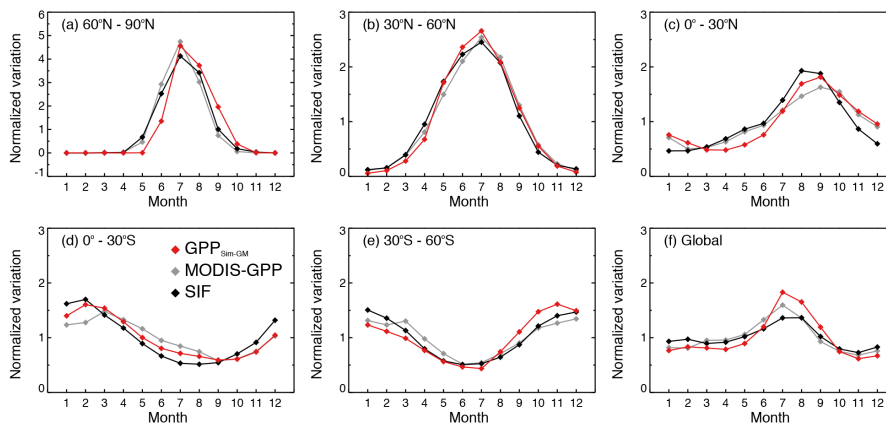 (a) 60°N - 90°N
Normalized variation
6
5
4
3
2
1
0
-1
1 2 3 4 5 6 7 8 9 10 11 12
Month
(b) 30°N - 60°N
Normalized variation
3
2
1
0
1 2 3 4 5 6 7 8 9 10 11 12
Month
(c) 0° - 30°N
Normalized variation
3
2
1
0
1 2 3 4 5 6 7 8 9 10 11 12
Month
(d) 0° - 30°S
Normalized variation
3
2
1
0
GPP Sim-GM
MODIS-GPP
SIF
1 2 3 4 5 6 7 8 9 10 11 12
Month
(e) 30°S - 60°S
Normalized variation
3
2
1
0
1 2 3 4 5 6 7 8 9 10 11 12
Month
(f) Global
Normalized variation
3
2
1
0
1 2 3 4 5 6 7 8 9 10 11 12
Month